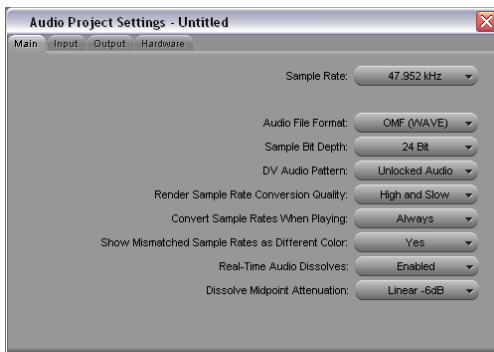 Audio Project Settings - Untitled
Main Input Output Hardware
Sample Rate: 47.952 kHz
Audio File Format: OMF (WAVE)
Sample Bit Depth: 24 Bit
DV Audio Pattern: Unlocked Audio
Render Sample Rate Conversion Quality: High and Slow
Convert Sample Rates When Playing: Always
Show Mismatched Sample Rates as Different Color: Yes
Real-Time Audio Dissolves: Enabled
Dissolve Midpoint Attenuation: Linear -6dB